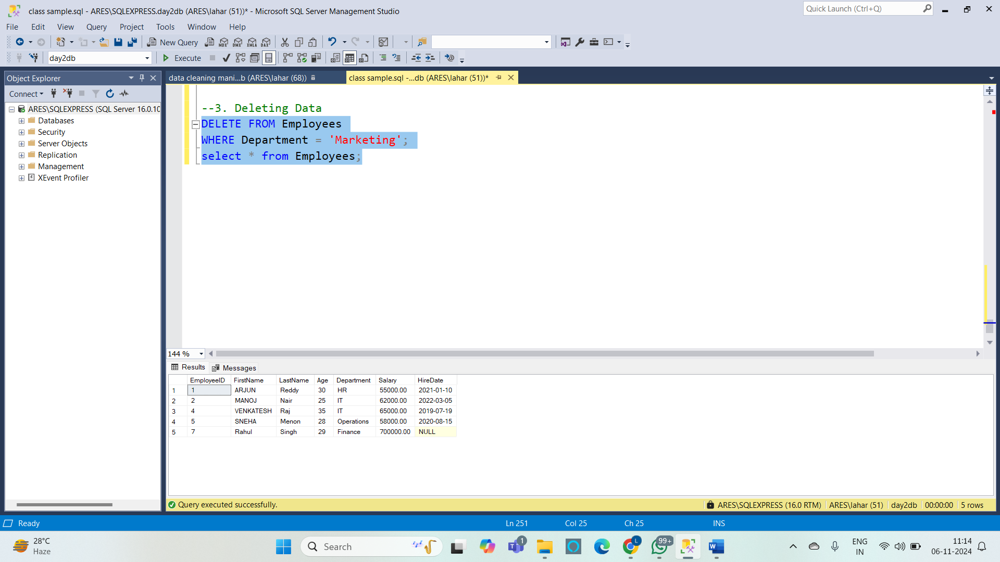 class sample.sql - ARES\SQLEXPRESS.day2db (ARES\lahar (51))* - Microsoft SQL Server Management Studio
Quick Launch (Ctrl+Q)
File Edit View Query Project Tools Window Help
New Query MDX DMX XMLA DAX
day2db Execute
Object Explorer
data cleaning mani...b (ARES\lahar (68))
class sample.sql -...db (ARES\lahar (51))*
Connect
ARES\SQLEXPRESS (SQL Server 16.0.10
Databases
Security
Server Objects
Replication
Management
XEvent Profiler
--3. Deleting Data
DELETE FROM Employees
WHERE Department = 'Marketing';
select * from Employees;
144 %
Results Messages
EmployeeID FirstName LastName Age Department Salary HireDate
1 1 ARJUN Reddy 30 HR 55000.00 2021-01-10
2 2 MANOJ Nair 25 IT 62000.00 2022-03-05
3 4 VENKATESH Raj 35 IT 65000.00 2019-07-19
4 5 SNEHA Menon 28 Operations 58000.00 2020-08-15
5 7 Rahul Singh 29 Finance 700000.00 NULL
Query executed successfully.
ARES\SQLEXPRESS (16.0 RTM) ARES\lahar (51) day2db 00:00:00 5 rows
Ready Ln 251 Col 25 Ch 25 INS
28°C
Haze
Search
1
L
99+
ENG
IN
11:14
06-11-2024